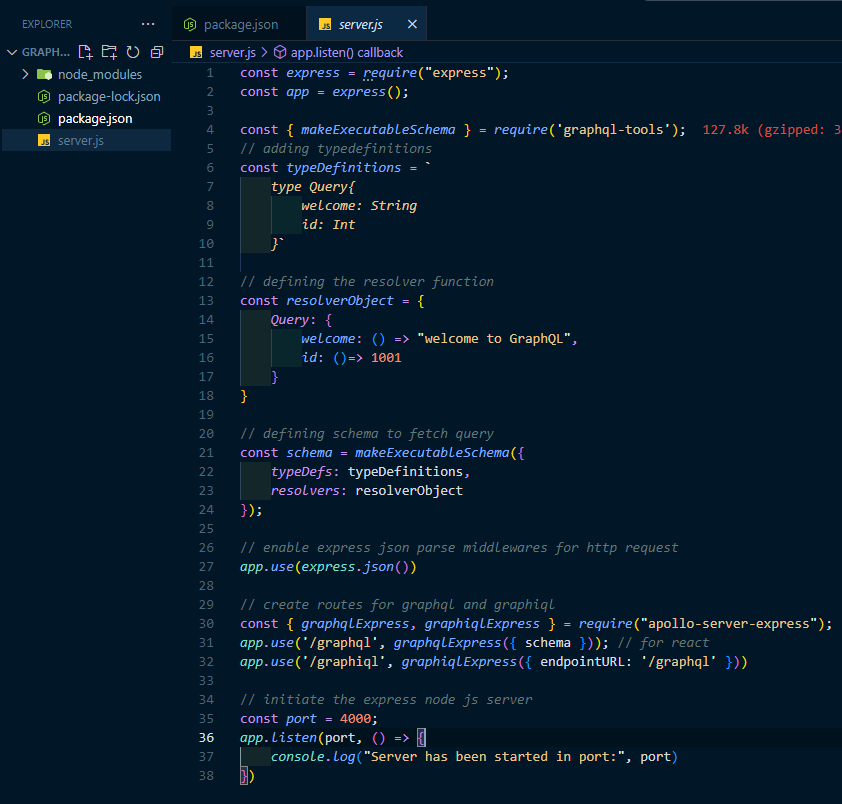 EXPLORER
···
GRAPH...
node_modules
package-lock.json
package.json
server.js
package.json
server.js
server.js > app.listen() callback
1 const express = require("express");
2 const app = express();
3
4 const { makeExecutableSchema } = require('graphql-tools'); 127.8k (gzipped: 3
5 // adding typedefinitions
6 const typeDefinitions = `
7     type Query{
8         welcome: String
9         id: Int
10     }`
11
12 // defining the resolver function
13 const resolverObject = {
14     Query: {
15         welcome: () => "welcome to GraphQL",
16         id: ()=> 1001
17     }
18 }
19
20 // defining schema to fetch query
21 const schema = makeExecutableSchema({
22     typeDefs: typeDefinitions,
23     resolvers: resolverObject
24 });
25
26 // enable express json parse middlewares for http request
27 app.use(express.json())
28
29 // create routes for graphql and graphiql
30 const { graphqlExpress, graphiqlExpress } = require("apollo-server-express");
31 app.use('/graphql', graphqlExpress({ schema })); // for react
32 app.use('/graphiql', graphiqlExpress({ endpointURL: '/graphql' }))
33
34 // initiate the express node js server
35 const port = 4000;
36 app.listen(port, () => {
37     console.log("Server has been started in port:", port)
38 })